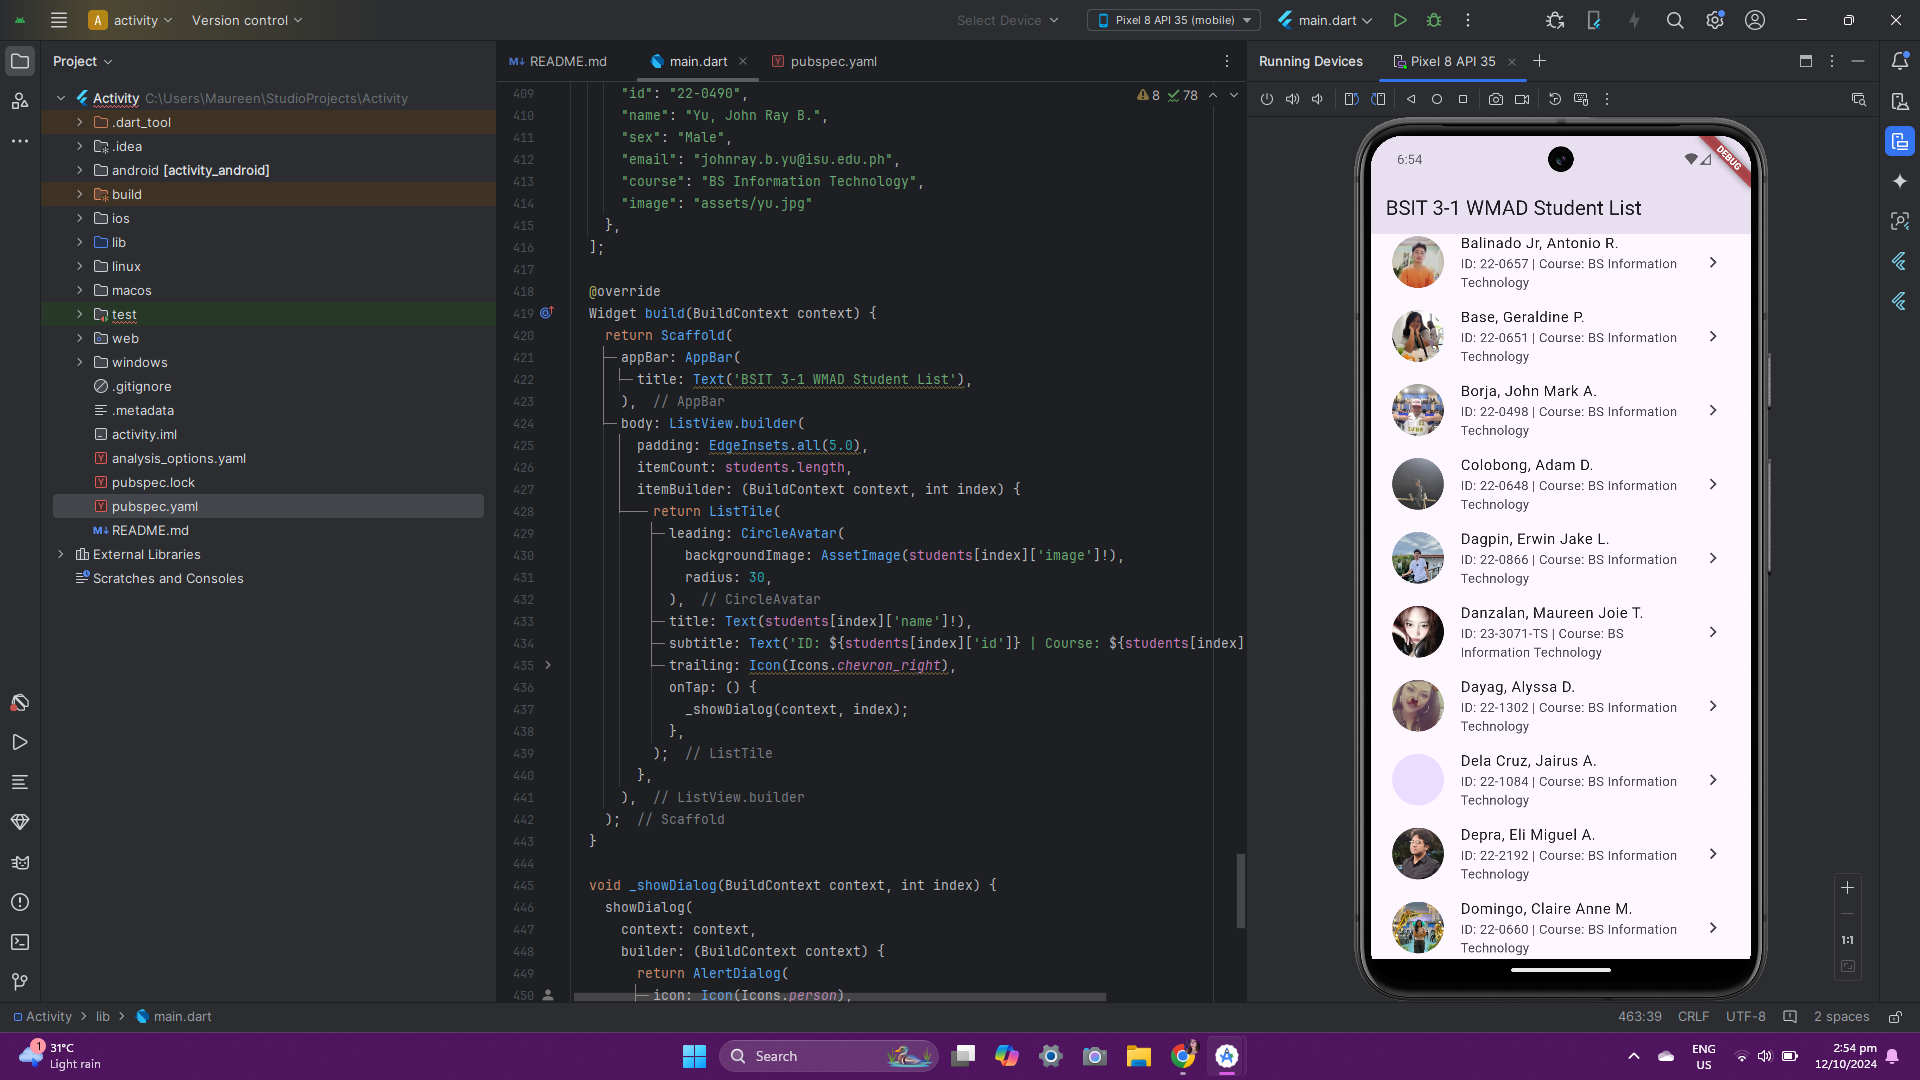 A activity Version control Select Device Pixel 8 API 35 (mobile) main.dart
Project
Activity C:\Users\Maureen\StudioProjects\Activity
.dart_tool
.idea
android [activity_android]
build
ios
lib
linux
macos
test
web
windows
.gitignore
.metadata
activity.iml
analysis_options.yaml
pubspec.lock
pubspec.yaml
M↓ README.md
External Libraries
Scratches and Consoles
M↓ README.md main.dart pubspec.yaml
8 78
409 "id": "22-0490",
410 "name": "Yu, John Ray B.",
411 "sex": "Male",
412 "email": "johnray.b.yu@isu.edu.ph",
413 "course": "BS Information Technology",
414 "image": "assets/yu.jpg"
415 },
416 ];
417
418 @override
419 Widget build(BuildContext context) {
420 return Scaffold(
421 appBar: AppBar(
422 title: Text('BSIT 3-1 WMAD Student List'),
423 ), // AppBar
424 body: ListView.builder(
425 padding: EdgeInsets.all(5.0),
426 itemCount: students.length,
427 itemBuilder: (BuildContext context, int index) {
428 return ListTile(
429 leading: CircleAvatar(
430 backgroundImage: AssetImage(students[index]['image']!),
431 radius: 30,
432 ), // CircleAvatar
433 title: Text(students[index]['name']!),
434 subtitle: Text('ID: ${students[index]['id']} | Course: ${students[index]
435 trailing: Icon(Icons.chevron_right),
436 onTap: () {
437 _showDialog(context, index);
438 },
439 ); // ListTile
440 },
441 ), // ListView.builder
442 ); // Scaffold
443 }
444
445 void _showDialog(BuildContext context, int index) {
446 showDialog(
447 context: context,
448 builder: (BuildContext context) {
449 return AlertDialog(
450 icon: Icon(Icons.person),
Running Devices Pixel 8 API 35
6:54
DEBUG
BSIT 3-1 WMAD Student List
Balinado Jr, Antonio R.
ID: 22-0657 | Course: BS Information
Technology
Base, Geraldine P.
ID: 22-0651 | Course: BS Information
Technology
Borja, John Mark A.
ID: 22-0498 | Course: BS Information
Technology
Colobong, Adam D.
ID: 22-0648 | Course: BS Information
Technology
Dagpin, Erwin Jake L.
ID: 22-0866 | Course: BS Information
Technology
Danzalan, Maureen Joie T.
ID: 23-3071-TS | Course: BS
Information Technology
Dayag, Alyssa D.
ID: 22-1302 | Course: BS Information
Technology
Dela Cruz, Jairus A.
ID: 22-1084 | Course: BS Information
Technology
Depra, Eli Miguel A.
ID: 22-2192 | Course: BS Information
Technology
Domingo, Claire Anne M.
ID: 22-0660 | Course: BS Information
Technology
1:1
Activity lib main.dart
463:39 CRLF UTF-8 2 spaces
1
31°C
Light rain
Search
ENG
US
2:54 pm
12/10/2024